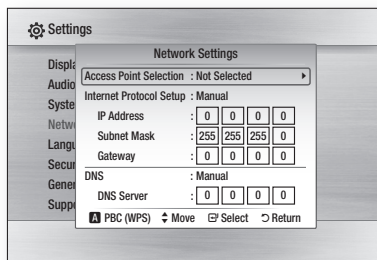 Settings
Network Settings
Access Point Selection : Not Selected
Internet Protocol Setup : Manual
IP Address : 0 0 0 0
Subnet Mask : 255 255 255 0
Gateway : 0 0 0 0
DNS : Manual
DNS Server : 0 0 0 0
A PBC (WPS) Move Select Return
Displa
Audio
Syste
Netwo
Langu
Secur
Gener
Suppo